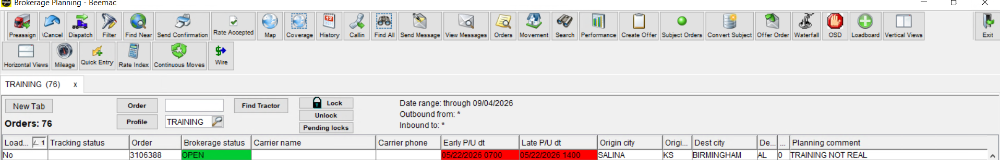 Brokerage Planning - Beemac
Preassign \Cancel Dispatch Filter Find Near Send Confirmation Rate Accepted Map Coverage History Callin Find All Send Message View Messages Orders Movement Search Performance Create Offer Subject Orders Convert Subject Offer Order Waterfall OSD Loadboard Vertical Views Exit
Horizontal Views Mileage Quick Entry Rate Index Continuous Moves Wire
TRAINING (76) x
New Tab Order Find Tractor Lock Date range: through 09/04/2026
Unlock Outbound from: *
Orders: 76 Profile TRAINING Pending locks Inbound to: *
Load... 1 Tracking status Order Brokerage status Carrier name Carrier phone Early P/U dt Late P/U dt Origin city Origi... Dest city De... ... Planning comment
No 3106388 OPEN 05/22/2026 0700 05/22/2026 1400 SALINA KS BIRMINGHAM AL 0 TRAINING NOT REAL